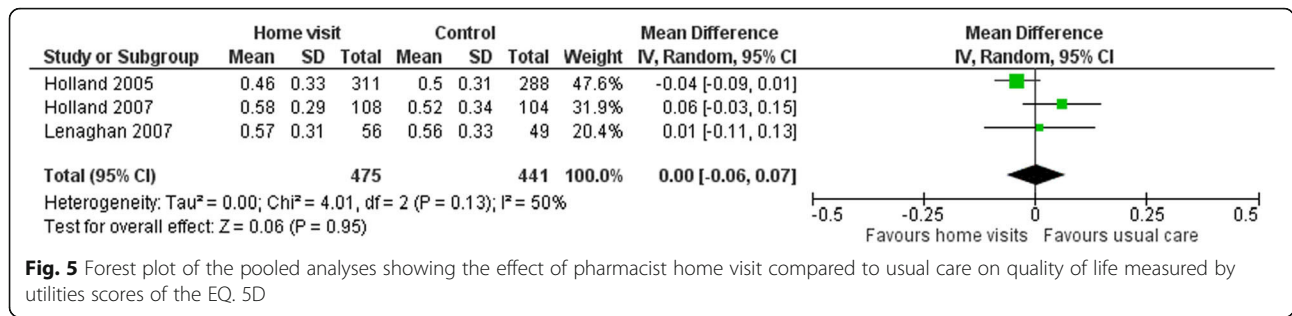 Home visit Control Mean Difference Mean Difference
Study or Subgroup Mean SD Total Mean SD Total Weight IV, Random, 95% CI IV, Random, 95% CI
Holland 2005 0.46 0.33 311 0.5 0.31 288 47.6% -0.04 [-0.09, 0.01]
Holland 2007 0.58 0.29 108 0.52 0.34 104 31.9% 0.06 [-0.03, 0.15]
Lenaghan 2007 0.57 0.31 56 0.56 0.33 49 20.4% 0.01 [-0.11, 0.13]
Total (95% CI) 475 441 100.0% 0.00 [-0.06, 0.07]
Heterogeneity: Tau² = 0.00; Chi² = 4.01, df = 2 (P = 0.13); I² = 50%
Test for overall effect: Z = 0.06 (P = 0.95)
-0.5 -0.25 0 0.25 0.5
Favours home visits Favours usual care
Fig. 5 Forest plot of the pooled analyses showing the effect of pharmacist home visit compared to usual care on quality of life measured by
utilities scores of the EQ. 5D